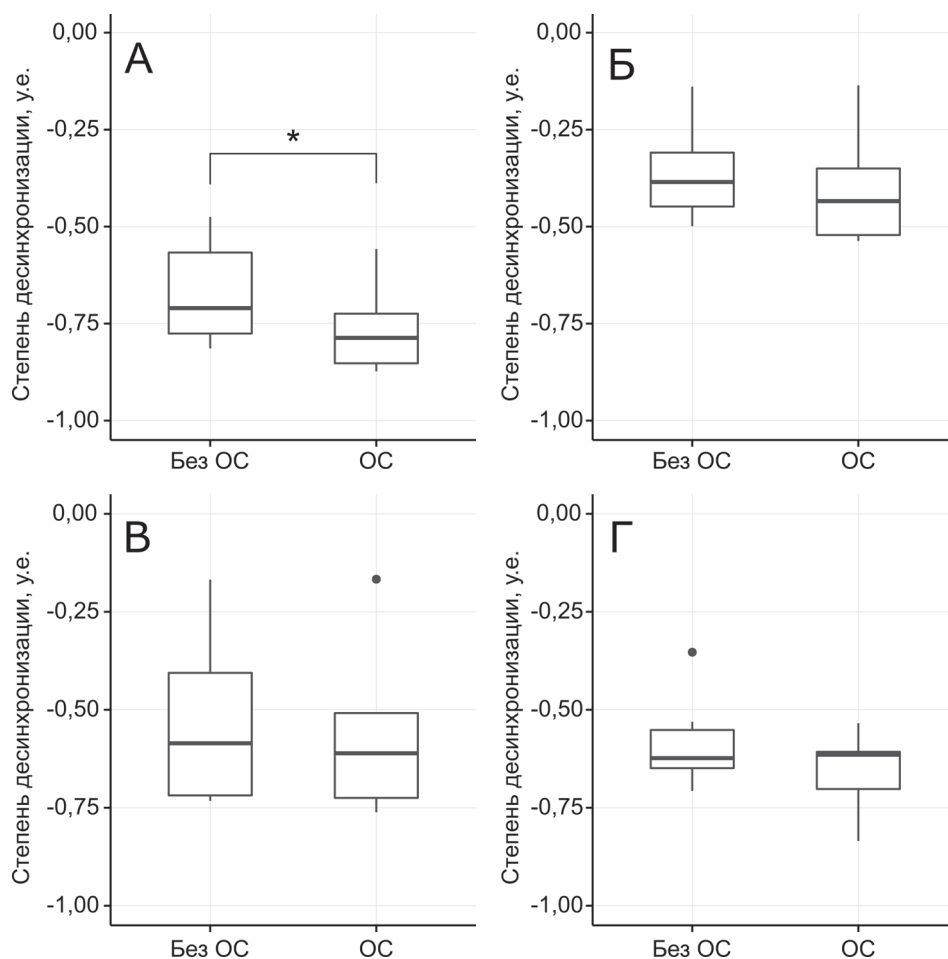 А
Степень десинхронизации, у.е.
0,00
-0,25
-0,50
-0,75
-1,00
*
Без ОС
ОС
Б
Степень десинхронизации, у.е.
0,00
-0,25
-0,50
-0,75
-1,00
Без ОС
ОС
В
Степень десинхронизации, у.е.
0,00
-0,25
-0,50
-0,75
-1,00
Без ОС
ОС
Г
Степень десинхронизации, у.е.
0,00
-0,25
-0,50
-0,75
-1,00
Без ОС
ОС